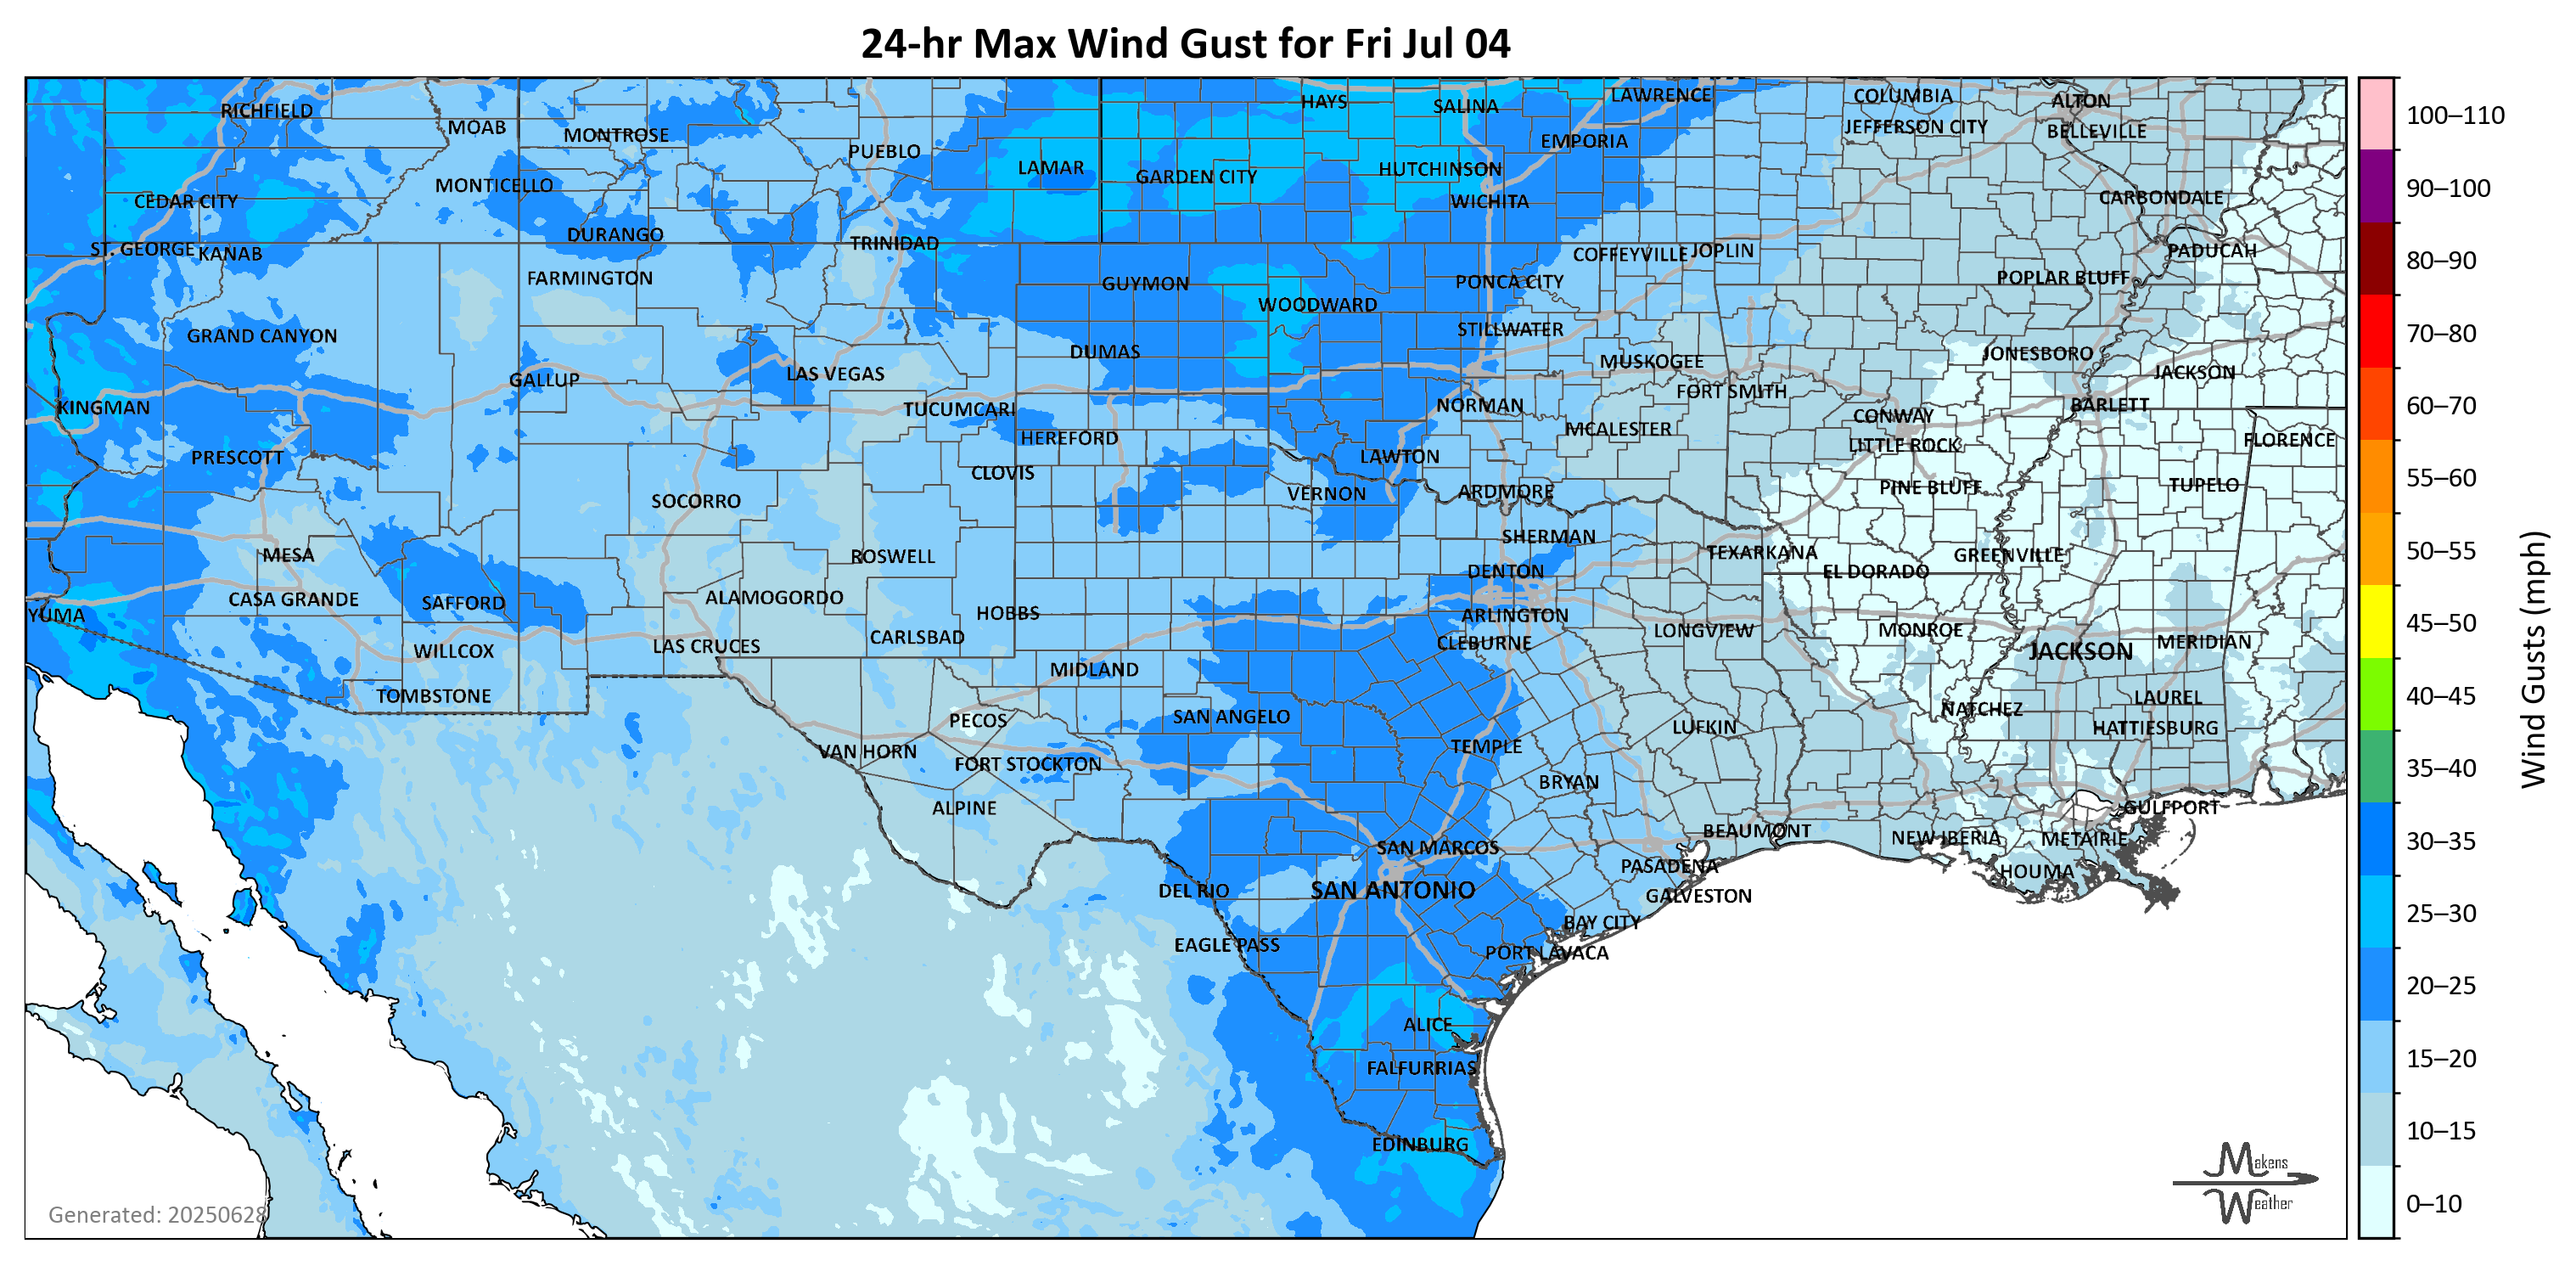 24-hr Max Wind Gust for Fri Jul 04
RICHFIELD
MOAB
MONTROSE
PUEBLO
LAMAR
HAYS
SALINA
LAWRENCE
COLUMBIA
ALTON
GARDEN CITY
HUTCHINSON
EMPORIA
JEFFERSON CITY
BELLEVILLE
CEDAR CITY
MONTICELLO
WICHITA
CARBONDALE
ST. GEORGE
KANAB
DURANGO
TRINIDAD
COFFEYVILLE
JOPLIN
PADUCAH
FARMINGTON
GUYMON
WOODWARD
PONCA CITY
POPLAR BLUFF
GRAND CANYON
DUMAS
STILLWATER
MUSKOGEE
JONESBORO
JACKSON
KINGMAN
GALLUP
LAS VEGAS
TUCUMCARI
NORMAN
FORT SMITH
CONWAY
BARLETT
PRESCOTT
HEREFORD
LAWTON
MCALESTER
LITTLE ROCK
FLORENCE
SOCORRO
CLOVIS
VERNON
ARDMORE
PINE BLUFF
TUPELO
MESA
ROSWELL
SHERMAN
TEXARKANA
GREENVILLE
DENTON
EL DORADO
YUMA
CASA GRANDE
SAFFORD
ALAMOGORDO
HOBBS
ARLINGTON
WILLCOX
LAS CRUCES
CARLSBAD
CLEBURNE
LONGVIEW
MONROE
JACKSON
MERIDIAN
TOMBSTONE
MIDLAND
LAUREL
PECOS
SAN ANGELO
LUFKIN
NATCHEZ
HATTIESBURG
VAN HORN
FORT STOCKTON
TEMPLE
BRYAN
ALPINE
SAN MARCOS
BEAUMONT
NEW IBERIA
METAIRIE
GULFPORT
DEL RIO
SAN ANTONIO
PASADENA
GALVESTON
HOUMA
EAGLE PASS
BAY CITY
PORT LAVACA
ALICE
FALFURRIAS
EDINBURG
Generated: 20250628
Makens
Weather
100–110
90–100
80–90
70–80
60–70
55–60
50–55
45–50
40–45
35–40
30–35
25–30
20–25
15–20
10–15
0–10
Wind Gusts (mph)